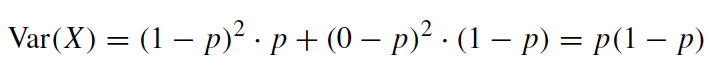 Var(X) = (1 − p)² · p + (0 − p)² · (1 − p) = p(1 − p)